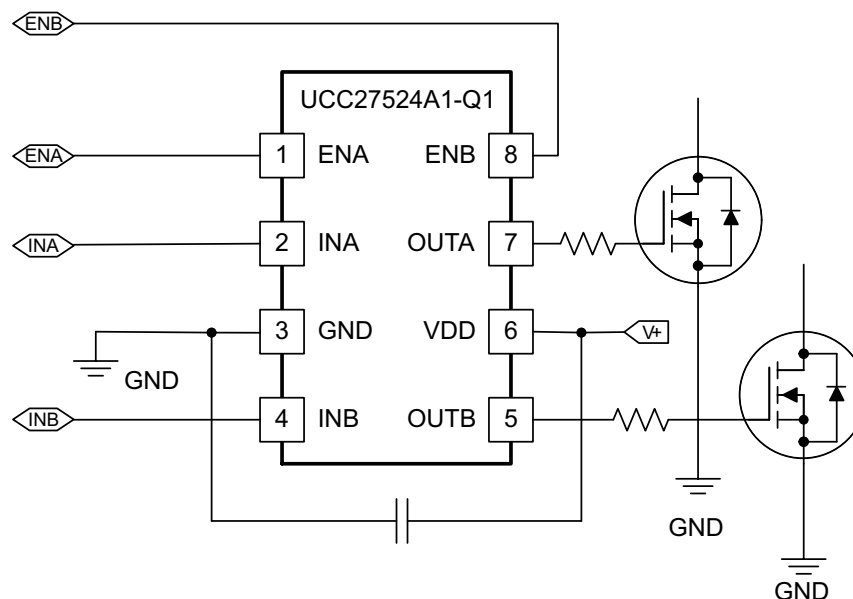 ENB
UCC27524A1-Q1
ENA
1
ENA
ENB
8
INA
2
INA
OUTA
7
3
GND
VDD
6
V+
GND
INB
4
INB
OUTB
5
GND
GND